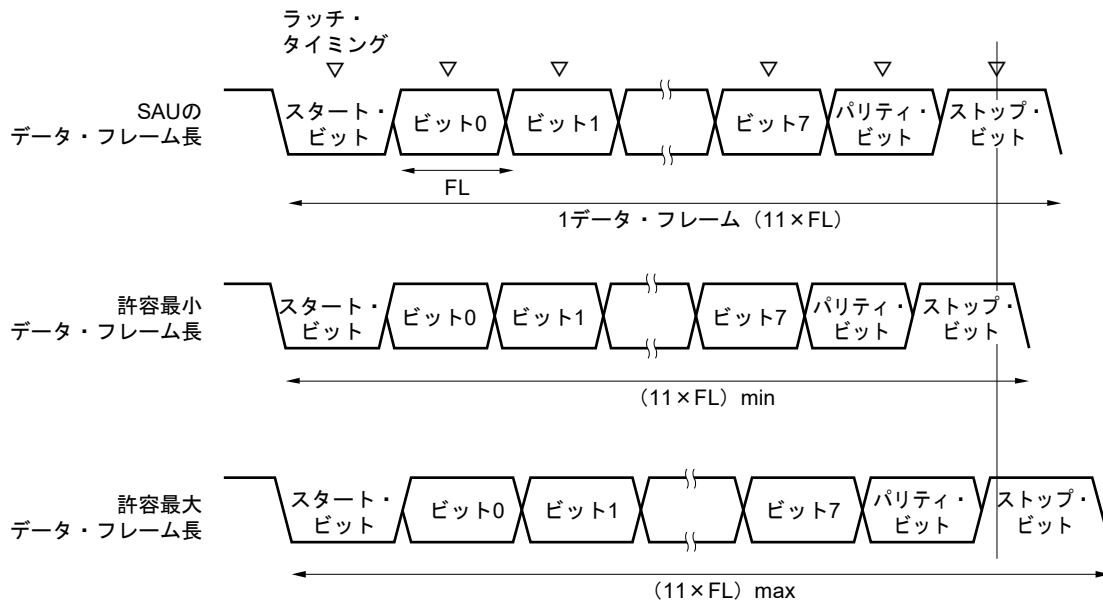 ラッチ・
タイミング
▽ ▽ ▽ ▽ ▽ ▽
SAUの
データ・フレーム長
スタート・
ビット
ビット0
ビット1
ビット7
パリティ・
ビット
ストップ・
ビット
FL
1データ・フレーム（11×FL）
許容最小
データ・フレーム長
スタート・
ビット
ビット0
ビット1
ビット7
パリティ・
ビット
ストップ・
ビット
（11×FL）min
許容最大
データ・フレーム長
スタート・
ビット
ビット0
ビット1
ビット7
パリティ・
ビット
ストップ・
ビット
（11×FL）max